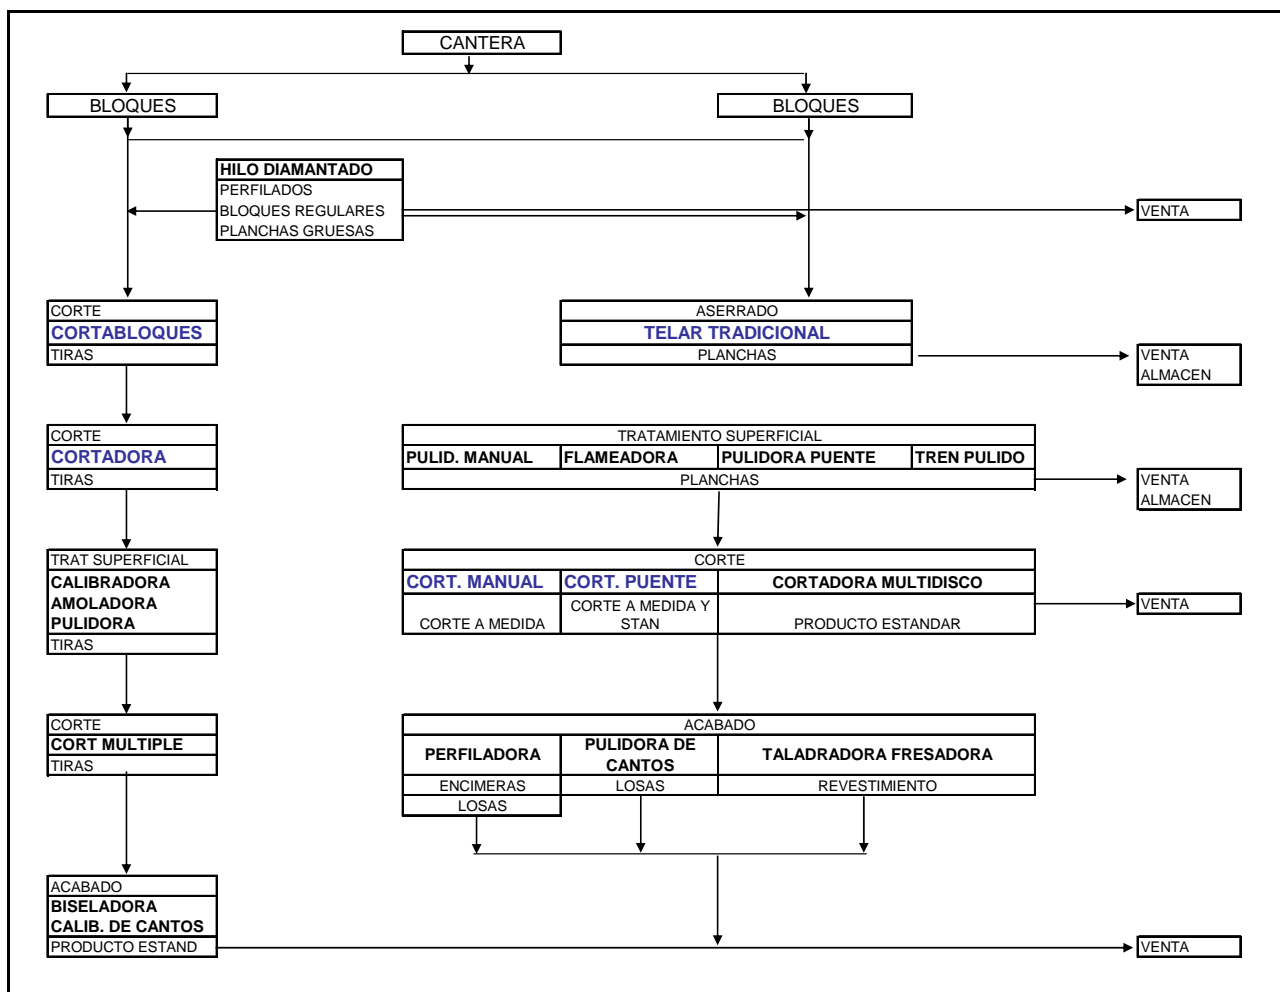 CANTERA
BLOQUES
BLOQUES
HILO DIAMANTADO
PERFILADOS
BLOQUES REGULARES
PLANCHAS GRUESAS
VENTA
CORTE
CORTABLOQUES
TIRAS
ASERRADO
TELAR TRADICIONAL
PLANCHAS
VENTA
ALMACEN
CORTE
CORTADORA
TIRAS
TRATAMIENTO SUPERFICIAL
PULID. MANUAL
FLAMEADORA
PULIDORA PUENTE
TREN PULIDO
PLANCHAS
VENTA
ALMACEN
TRAT SUPERFICIAL
CALIBRADORA
AMOLADORA
PULIDORA
TIRAS
CORTE
CORT. MANUAL
CORT. PUENTE
CORTADORA MULTIDISCO
CORTE A MEDIDA
CORTE A MEDIDA Y
STAN
PRODUCTO ESTANDAR
VENTA
CORTE
CORT MULTIPLE
TIRAS
ACABADO
PERFILADORA
PULIDORA DE
CANTOS
TALADRADORA FRESADORA
ENCIMERAS
LOSAS
REVESTIMIENTO
LOSAS
ACABADO
BISELADORA
CALIB. DE CANTOS
PRODUCTO ESTAND
VENTA